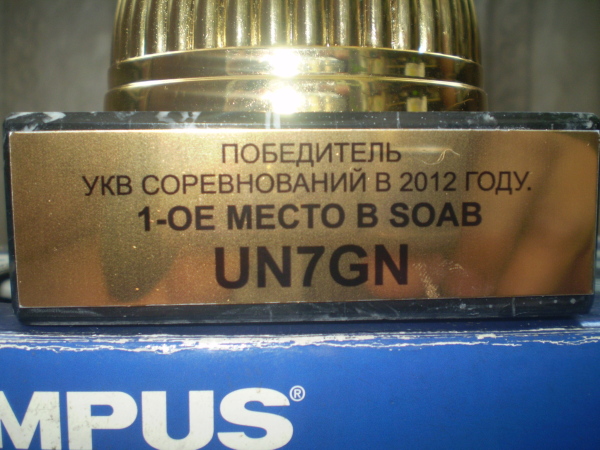 ПОБЕДИТЕЛЬ
УКВ СОРЕВНОВАНИЙ В 2012 ГОДУ.
1-ОЕ МЕСТО В SOAB
UN7GN
MPUS®